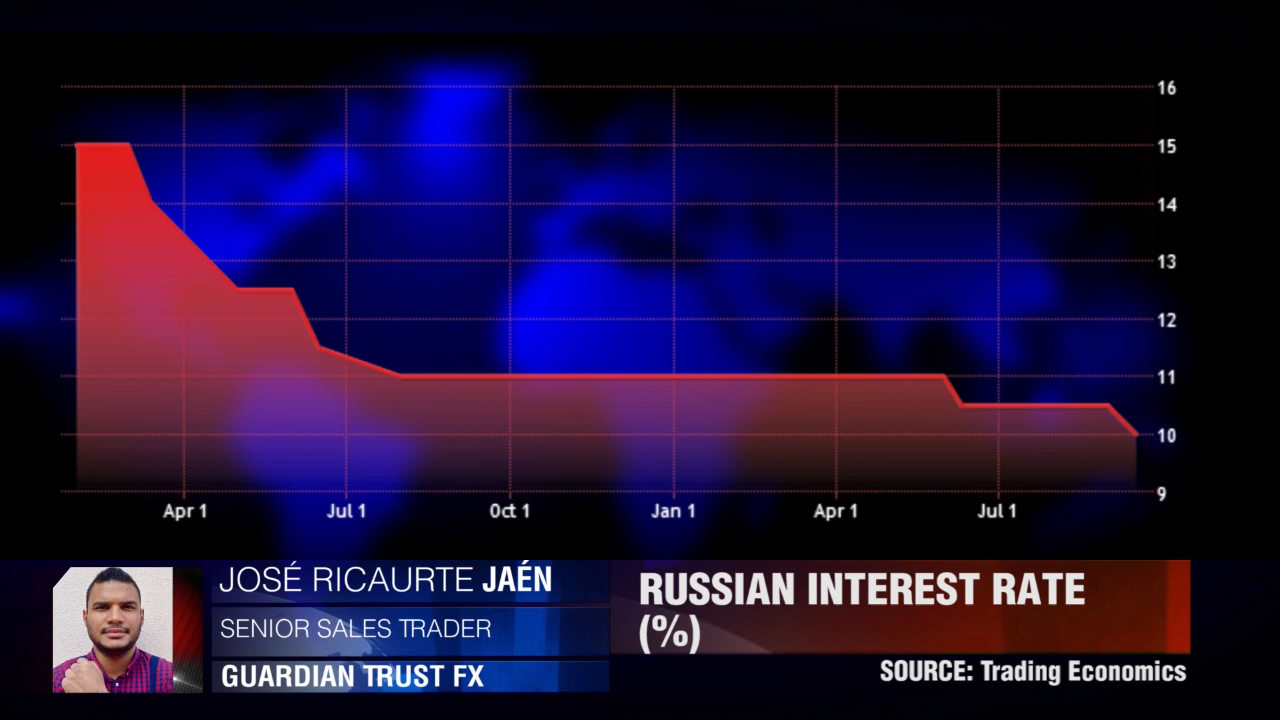 16
15
14
13
12
11
10
9
Apr 1 Jul 1 Oct 1 Jan 1 Apr 1 Jul 1
JOSÉ RICAURTE JAÉN
SENIOR SALES TRADER
GUARDIAN TRUST FX
RUSSIAN INTEREST RATE
(%)
SOURCE: Trading Economics